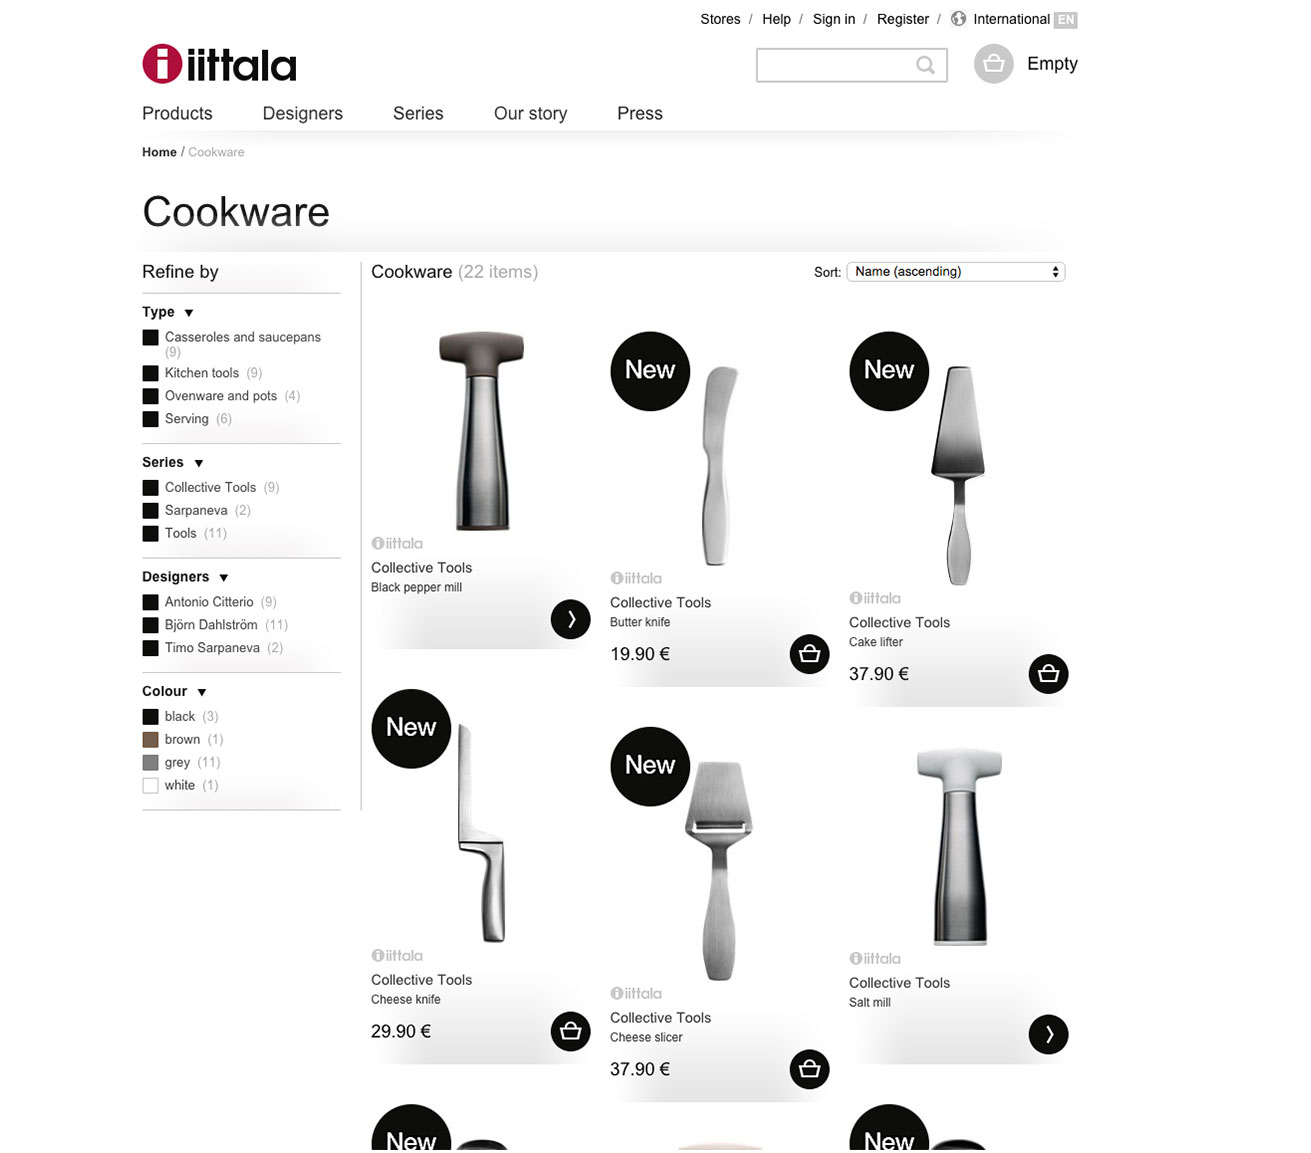 Stores / Help / Sign in / Register / International EN
iittala
Empty
Products Designers Series Our story Press
Home / Cookware
Cookware
Refine by
Type ▼
Casseroles and saucepans
(9)
Kitchen tools (9)
Ovenware and pots (4)
Serving (6)
Series ▼
Collective Tools (9)
Sarpaneva (2)
Tools (11)
Designers ▼
Antonio Citterio (9)
Björn Dahlström (11)
Timo Sarpaneva (2)
Colour ▼
black (3)
brown (1)
grey (11)
white (1)
Cookware (22 items)
Sort: Name (ascending)
iittala
Collective Tools
Black pepper mill
New
iittala
Collective Tools
Butter knife
19.90 €
New
iittala
Collective Tools
Cake lifter
37.90 €
New
iittala
Collective Tools
Cheese knife
29.90 €
New
iittala
Collective Tools
Cheese slicer
37.90 €
iittala
Collective Tools
Salt mill
New
New